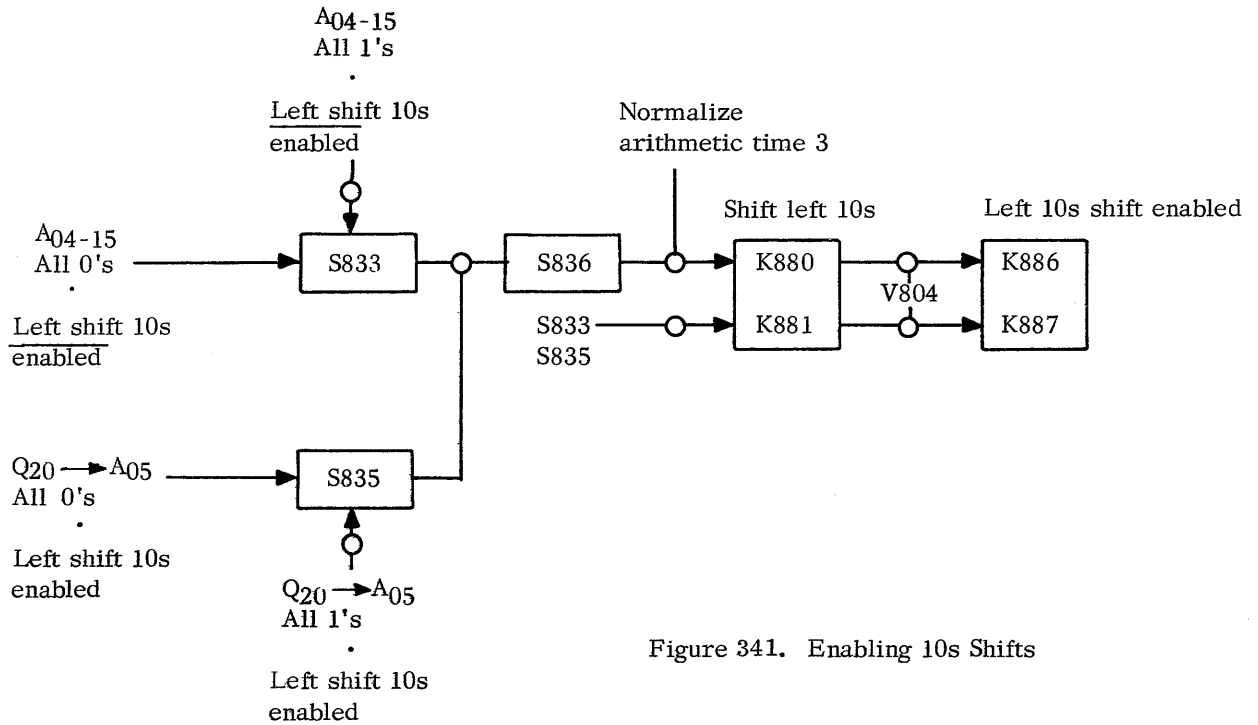 A04-15
All 1's
.
Left shift 10s
enabled
Normalize
arithmetic time 3
Shift left 10s
Left 10s shift enabled
A04-15
All 0's
.
Left shift 10s
enabled
S833
S836
K880
K886
V804
S833
S835
K881
K887
Q20 → A05
All 0's
.
Left shift 10s
enabled
S835
Q20 → A05
All 1's
.
Left shift 10s
enabled
Figure 341. Enabling 10s Shifts